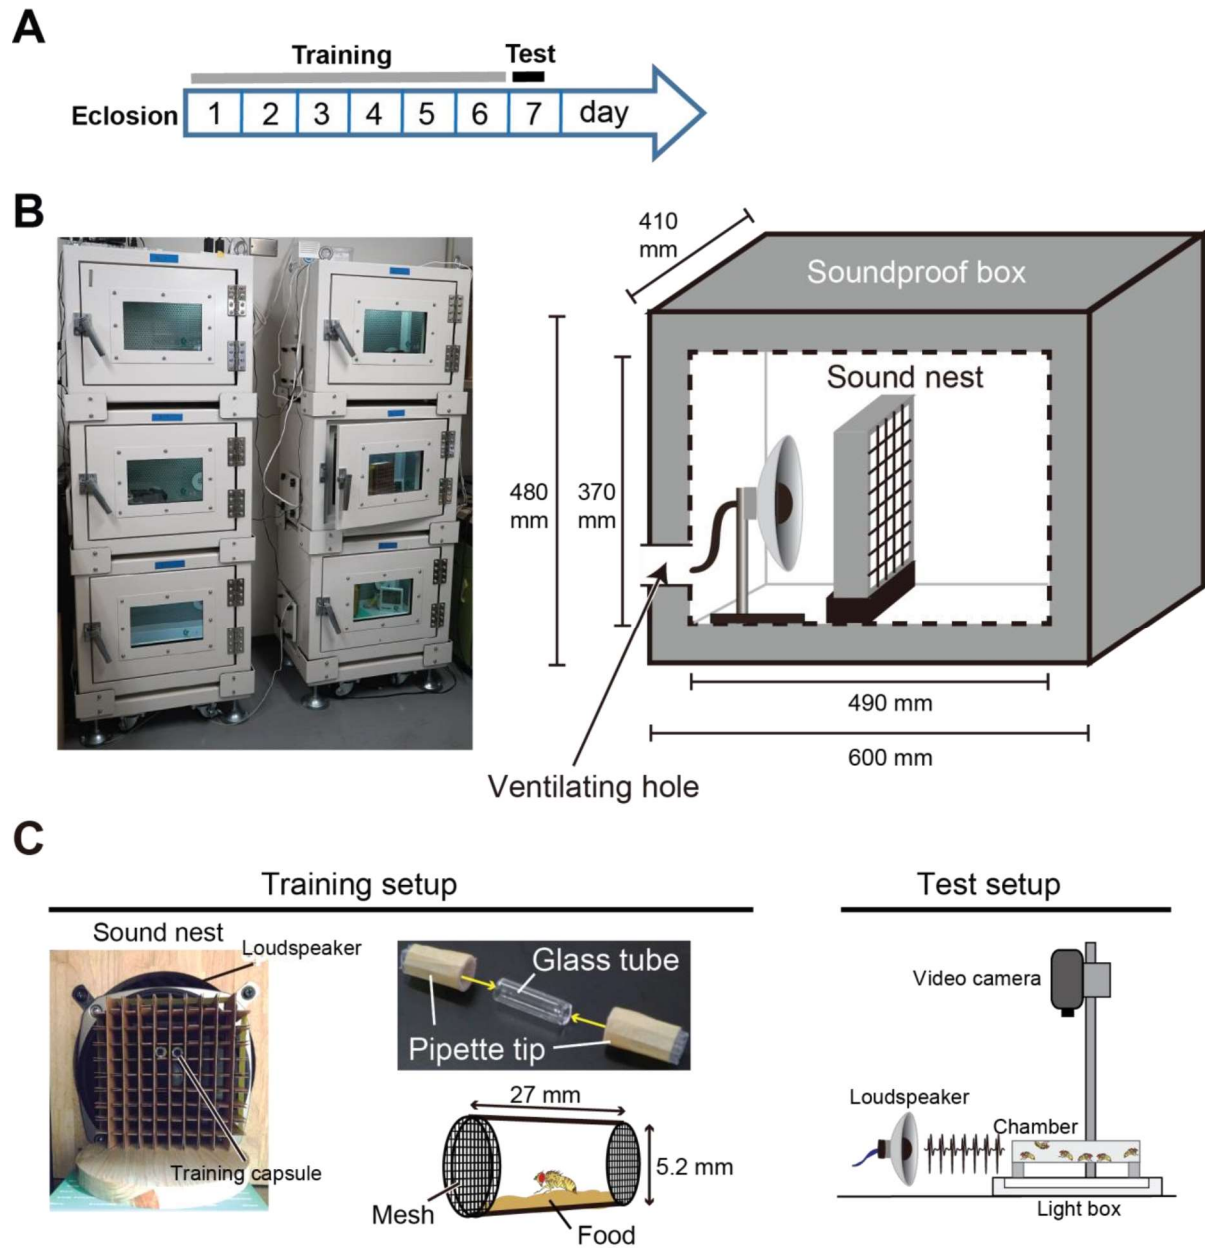 A
Training
Test
Eclosion
1 2 3 4 5 6 7 day
B
410
mm
Soundproof box
Sound nest
480
mm
370
mm
490 mm
600 mm
Ventilating hole
C
Training setup
Test setup
Sound nest
Loudspeaker
Training capsule
Glass tube
Pipette tip
27 mm
5.2 mm
Mesh
Food
Video camera
Loudspeaker
Chamber
Light box